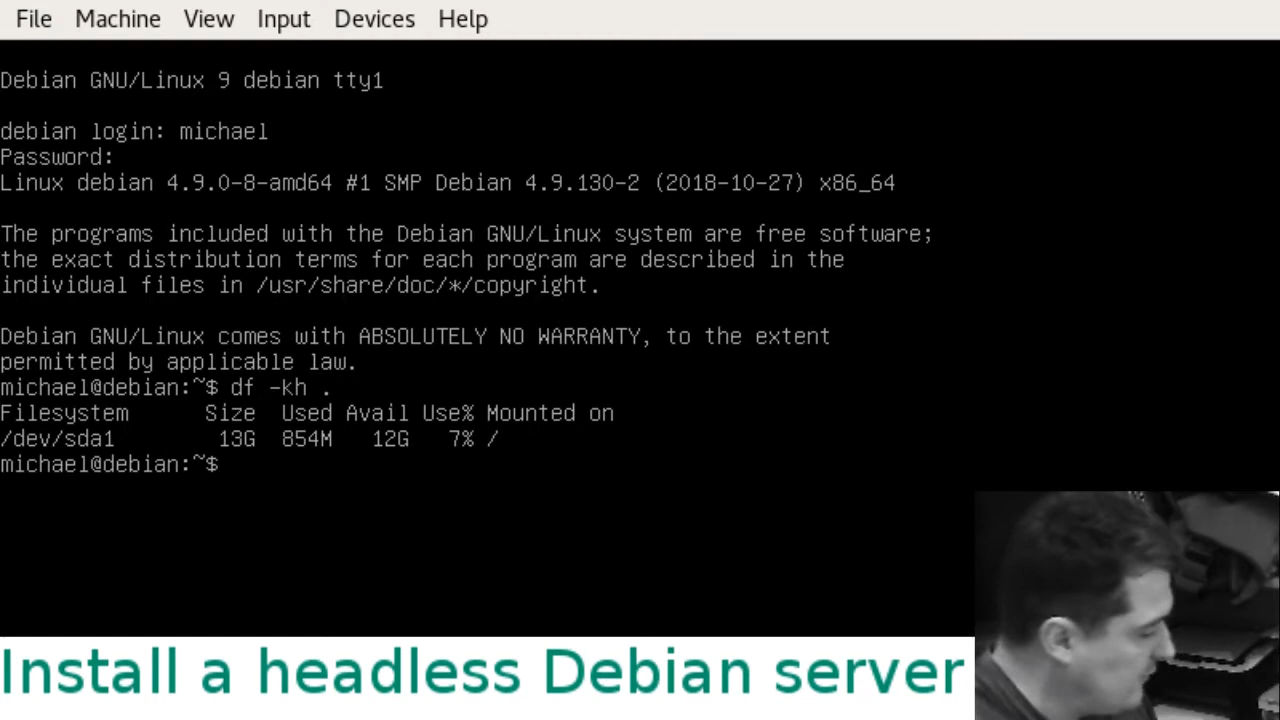 File Machine View Input Devices Help
Debian GNU/Linux 9 debian tty1
debian login: michael
Password:
Linux debian 4.9.0-8-amd64 #1 SMP Debian 4.9.130-2 (2018-10-27) x86_64
The programs included with the Debian GNU/Linux system are free software;
the exact distribution terms for each program are described in the
individual files in /usr/share/doc/*/copyright.
Debian GNU/Linux comes with ABSOLUTELY NO WARRANTY, to the extent
permitted by applicable law.
michael@debian:~$ df -kh .
Filesystem      Size  Used Avail Use% Mounted on
/dev/sda1        13G  854M   12G   7% /
michael@debian:~$
Install a headless Debian server